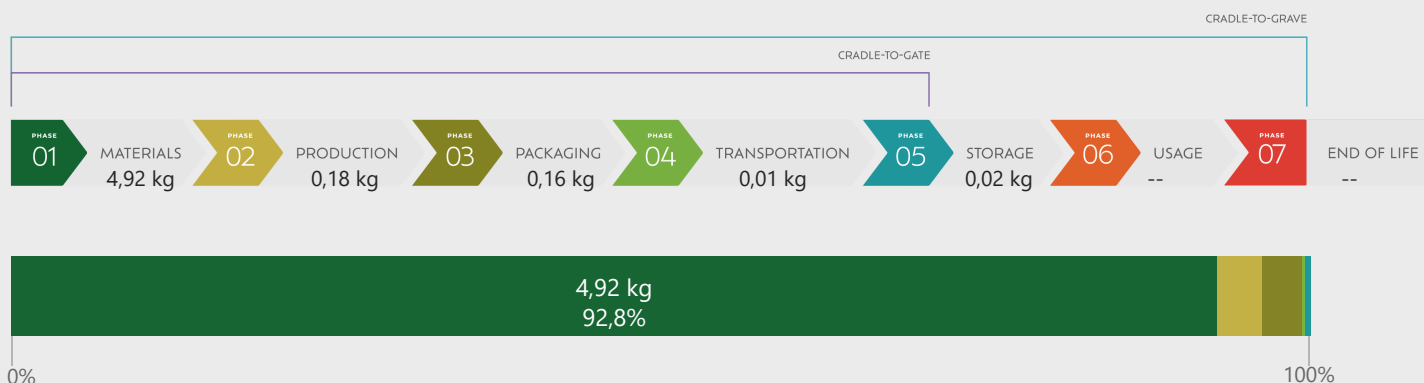 CRADLE-TO-GRAVE
CRADLE-TO-GATE
PHASE
01
MATERIALS
4,92 kg
PHASE
02
PRODUCTION
0,18 kg
PHASE
03
PACKAGING
0,16 kg
PHASE
04
TRANSPORTATION
0,01 kg
PHASE
05
STORAGE
0,02 kg
PHASE
06
USAGE
--
PHASE
07
END OF LIFE
--
4,92 kg
92,8%
0%
100%